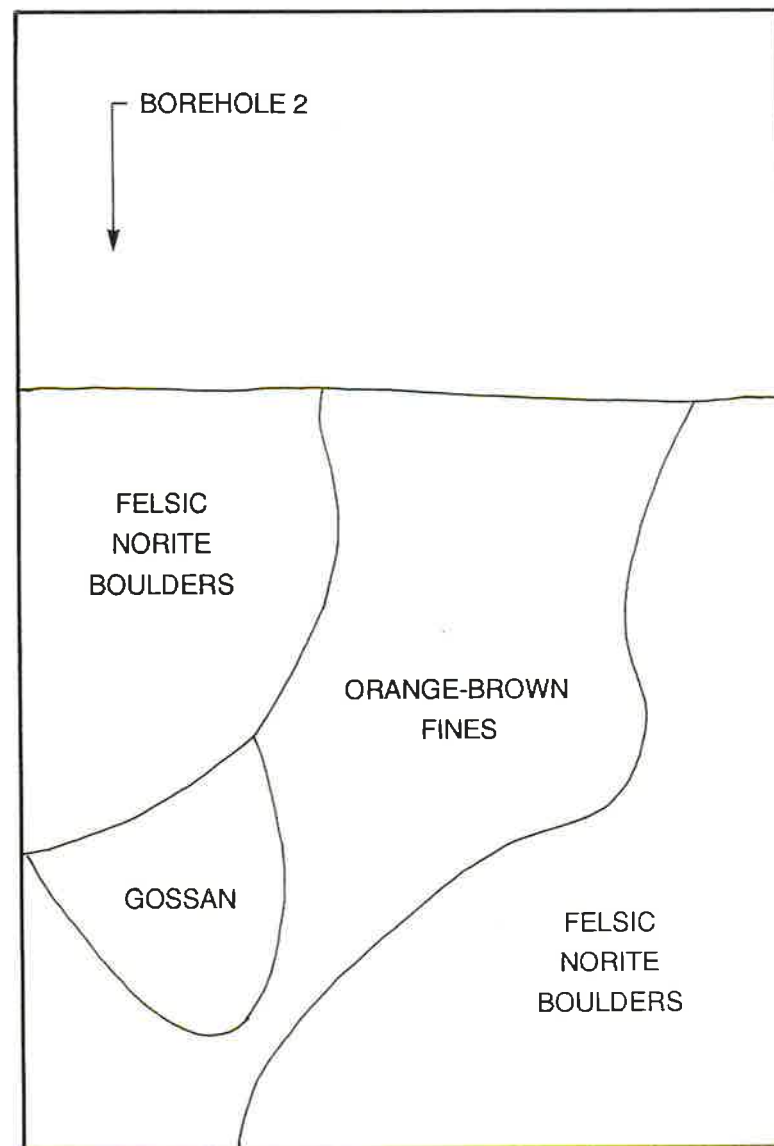 BOREHOLE 2
FELSIC
NORITE
BOULDERS
ORANGE-BROWN
FINES
GOSSAN
FELSIC
NORITE
BOULDERS